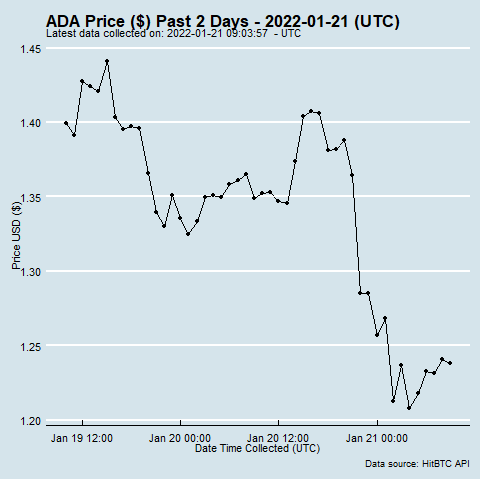 ADA Price ($) Past 2 Days - 2022-01-21 (UTC)
Latest data collected on: 2022-01-21 09:03:57 - UTC
1.45
1.40
1.35
1.30
1.25
1.20
Price USD ($)
Jan 19 12:00 Jan 20 00:00 Jan 20 12:00 Jan 21 00:00
Date Time Collected (UTC)
Data source: HitBTC API